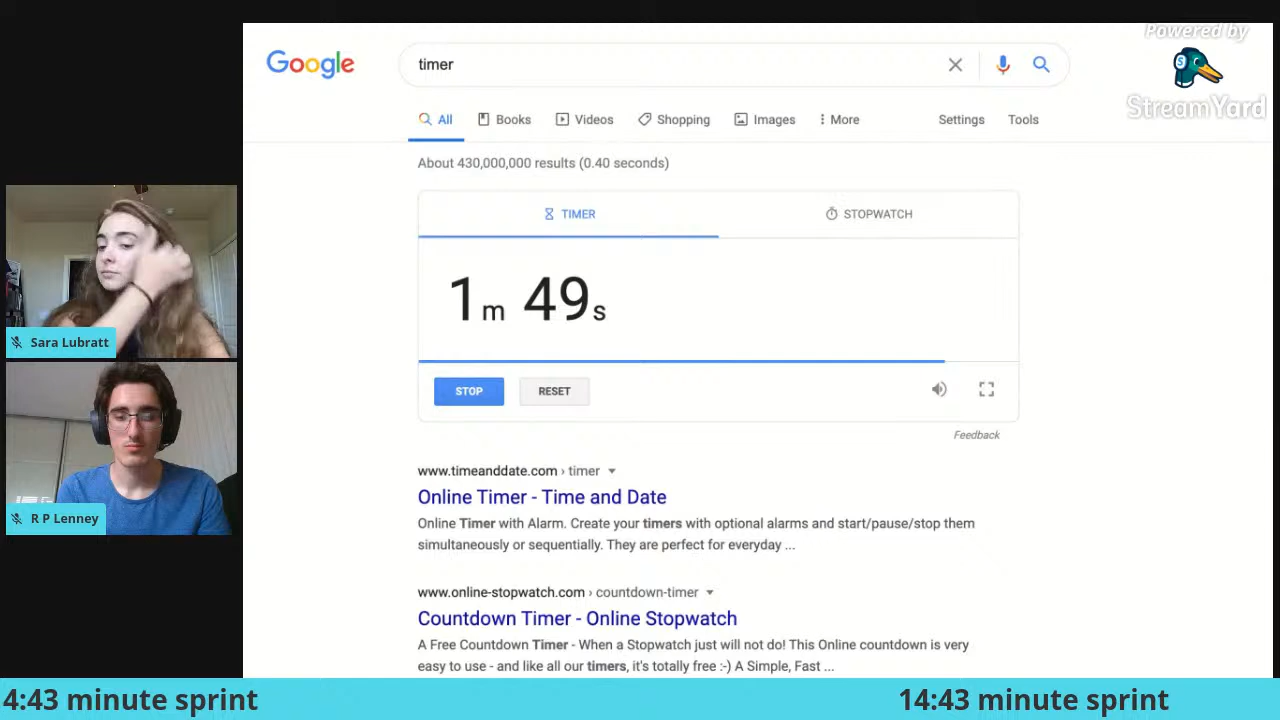 Powered by
Google
timer
StreamYard
All
Books
Videos
Shopping
Images
More
Settings
Tools
About 430,000,000 results (0.40 seconds)
TIMER
STOPWATCH
1m 49s
STOP
RESET
Feedback
Sara Lubratt
R P Lenney
www.timeanddate.com › timer
Online Timer - Time and Date
Online Timer with Alarm. Create your timers with optional alarms and start/pause/stop them
simultaneously or sequentially. They are perfect for everyday ...
www.online-stopwatch.com › countdown-timer
Countdown Timer - Online Stopwatch
A Free Countdown Timer - When a Stopwatch just will not do! This Online countdown is very
easy to use - and like all our timers, it's totally free :-) A Simple, Fast ...
4:43 minute sprint
14:43 minute sprint